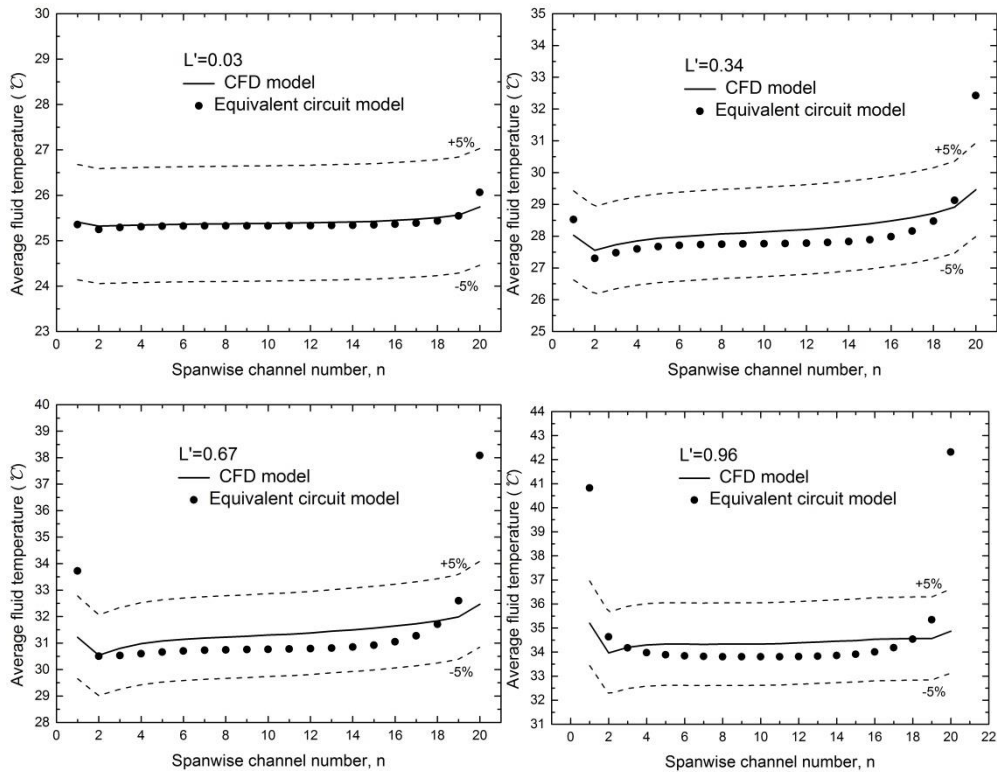 30
29
28
27
26
25
24
23
Average fluid temperature (℃)
L'=0.03
CFD model
Equivalent circuit model
+5%
-5%
0 2 4 6 8 10 12 14 16 18 20
Spanwise channel number, n
35
34
33
32
31
30
29
28
27
26
25
Average fluid temperature (℃)
L'=0.34
CFD model
Equivalent circuit model
+5%
-5%
0 2 4 6 8 10 12 14 16 18 20
Spanwise channel number, n
40
39
38
37
36
35
34
33
32
31
30
29
28
Average fluid temperature (℃)
L'=0.67
CFD model
Equivalent circuit model
+5%
-5%
0 2 4 6 8 10 12 14 16 18 20
Spanwise channel number, n
44
43
42
41
40
39
38
37
36
35
34
33
32
31
Average fluid temperature (℃)
L'=0.96
CFD model
Equivalent circuit model
+5%
-5%
0 2 4 6 8 10 12 14 16 18 20 22
Spanwise channel number, n